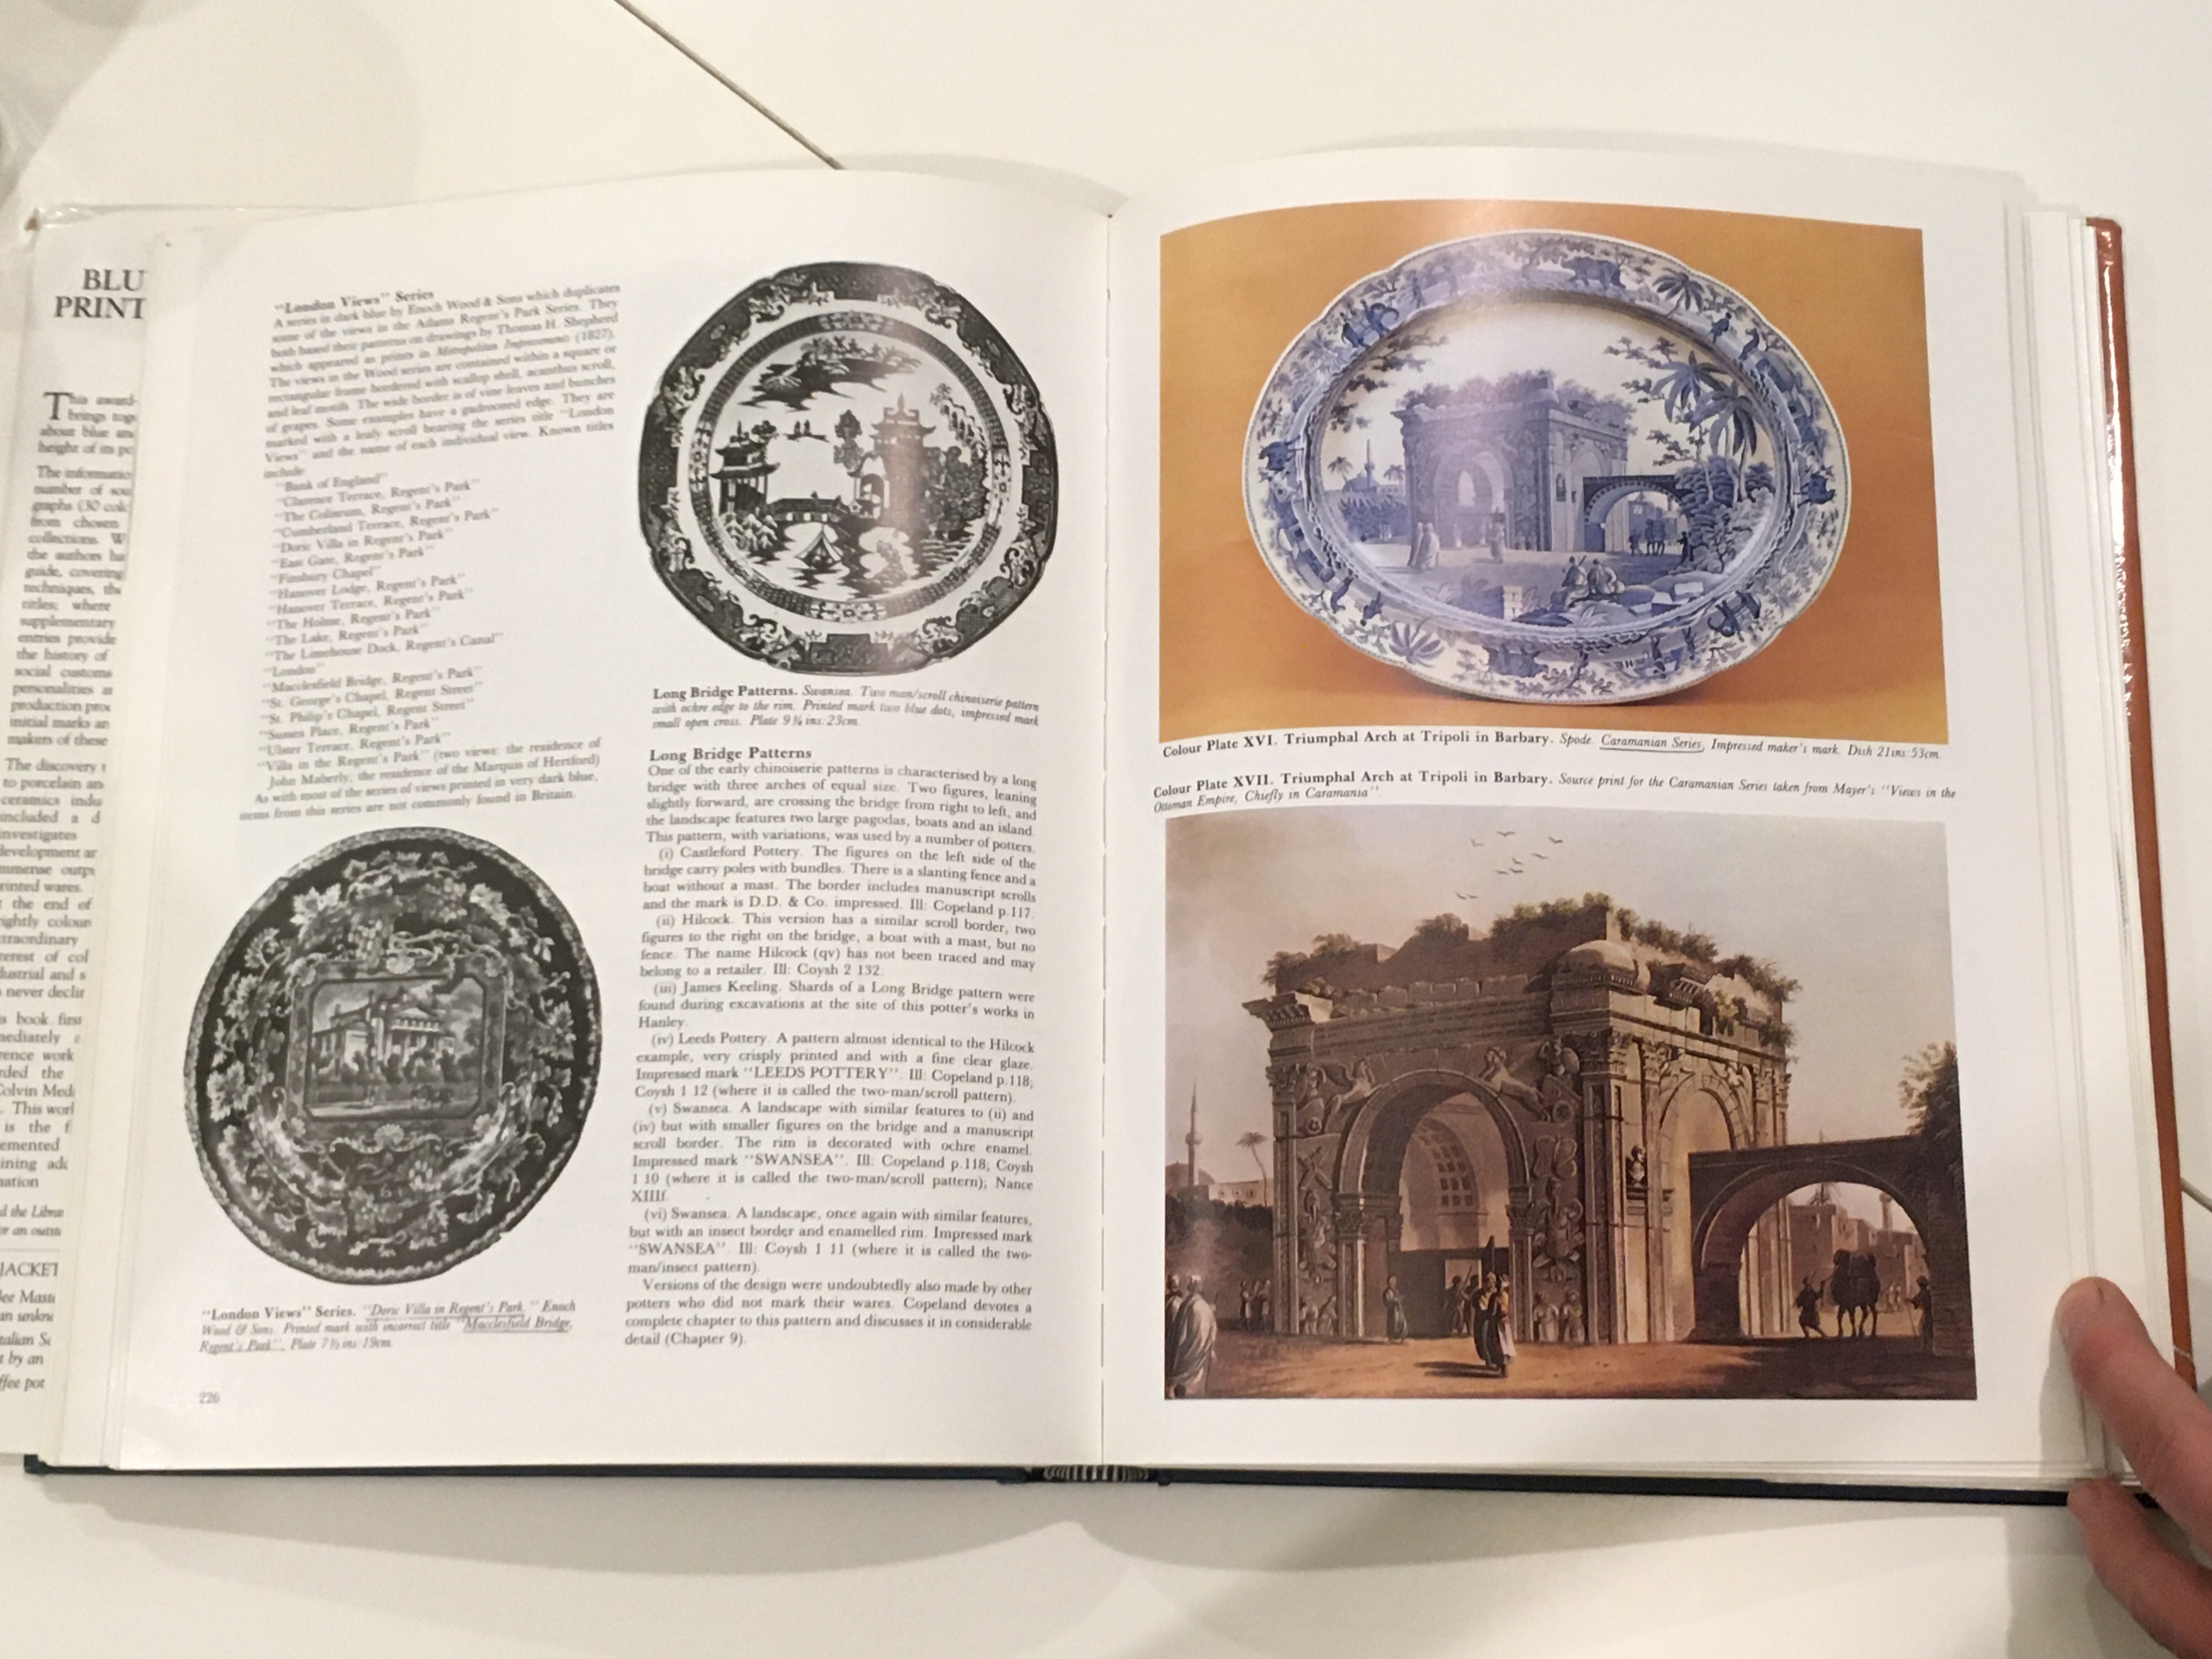 BLU
PRINT
This award-
brings toge
about blue an
height of its po
The informatio
number of sou
graphs (30 colo
from chosen
collections. W
the authors ha
guide, covering
techniques, the
titles; where
supplementary
entries provide
the history of
social customs
personalities a
production pro
initial marks an
makers of these
The discovery
to porcelain an
ceramics indu
included a d
investigates
development ar
mmense outpu
rinted wares.
the end of
ightly colour
traordinary
terest of col
dustrial and s
never declin
s book first
mediately
rence work
rded the
Colvin Med
This worl
is the f
emented
ining add
ation
d the Libra
or an outst
JACKET
t by an
ffee pot
"London Views" Series
A series in dark blue by Enoch Wood & Sons which duplicates
some of the views in the Adams Regent's Park Series. They
both based their patterns on drawings by Thomas H. Shepherd
which appeared as prints in Metropolitan Improvements (1827).
The views in the Wood series are contained within a square or
rectangular frame bordered with scallop shell, acanthus scroll,
and leaf motifs. The wide border is of vine leaves and bunches
of grapes. Some examples have a gadrooned edge. They are
marked with a leafy scroll bearing the series title "London
Views" and the name of each individual view. Known titles
include:
"Bank of England"
"Clarence Terrace, Regent's Park"
"The Coliseum, Regent's Park"
"Cumberland Terrace, Regent's Park"
"Doric Villa in Regent's Park"
"East Gate, Regent's Park"
"Finsbury Chapel"
"Hanover Lodge, Regent's Park"
"Hanover Terrace, Regent's Park"
"The Holme, Regent's Park"
"The Lake, Regent's Park"
"The Limehouse Dock, Regent's Canal"
"London"
"Macclesfield Bridge, Regent's Park"
"St. George's Chapel, Regent Street"
"St. Philip's Chapel, Regent Street"
"Sussex Place, Regent's Park"
"Ulster Terrace, Regent's Park"
"Villa in the Regent's Park" (two views: the residence of
John Maberly, the residence of the Marquis of Hertford)
As with most of the series of views printed in very dark blue,
items from this series are not commonly found in Britain.
"London Views" Series. "Doric Villa in Regent's Park." Enoch
Wood & Sons. Printed mark with incorrect title "Macclesfield Bridge,
Regent's Park". Plate 7½ins:19cm.
226
Long Bridge Patterns. Swansea. Two man/scroll chinoiserie pattern
with ochre edge to the rim. Printed mark two blue dots, impressed mark
small open cross. Plate 9¼ins:23cm.
Long Bridge Patterns
One of the early chinoiserie patterns is characterised by a long
bridge with three arches of equal size. Two figures, leaning
slightly forward, are crossing the bridge from right to left, and
the landscape features two large pagodas, boats and an island.
This pattern, with variations, was used by a number of potters.
(i) Castleford Pottery. The figures on the left side of the
bridge carry poles with bundles. There is a slanting fence and a
boat without a mast. The border includes manuscript scrolls
and the mark is D.D. & Co. impressed. Ill: Copeland p.117.
(ii) Hilcock. This version has a similar scroll border, two
figures to the right on the bridge, a boat with a mast, but no
fence. The name Hilcock (qv) has not been traced and may
belong to a retailer. Ill: Coysh 2 132.
(iii) James Keeling. Shards of a Long Bridge pattern were
found during excavations at the site of this potter's works in
Hanley.
(iv) Leeds Pottery. A pattern almost identical to the Hilcock
example, very crisply printed and with a fine clear glaze.
Impressed mark "LEEDS POTTERY". Ill: Copeland p.118;
Coysh 1 12 (where it is called the two-man/scroll pattern).
(v) Swansea. A landscape with similar features to (ii) and
(iv) but with smaller figures on the bridge and a manuscript
scroll border. The rim is decorated with ochre enamel.
Impressed mark "SWANSEA". Ill: Copeland p.118; Coysh
1 10 (where it is called the two-man/scroll pattern); Nance
XIIIf.
(vi) Swansea. A landscape, once again with similar features,
but with an insect border and enamelled rim. Impressed mark
"SWANSEA". Ill: Coysh 1 11 (where it is called the two-
man/insect pattern).
Versions of the design were undoubtedly also made by other
potters who did not mark their wares. Copeland devotes a
complete chapter to this pattern and discusses it in considerable
detail (Chapter 9).
Colour Plate XVI. Triumphal Arch at Tripoli in Barbary. Spode. Caramanian Series, Impressed maker's mark. Dish 21ins:53cm.
Colour Plate XVII. Triumphal Arch at Tripoli in Barbary. Source print for the Caramanian Series taken from Mayer's "Views in the
Ottoman Empire, Chiefly in Caramania".